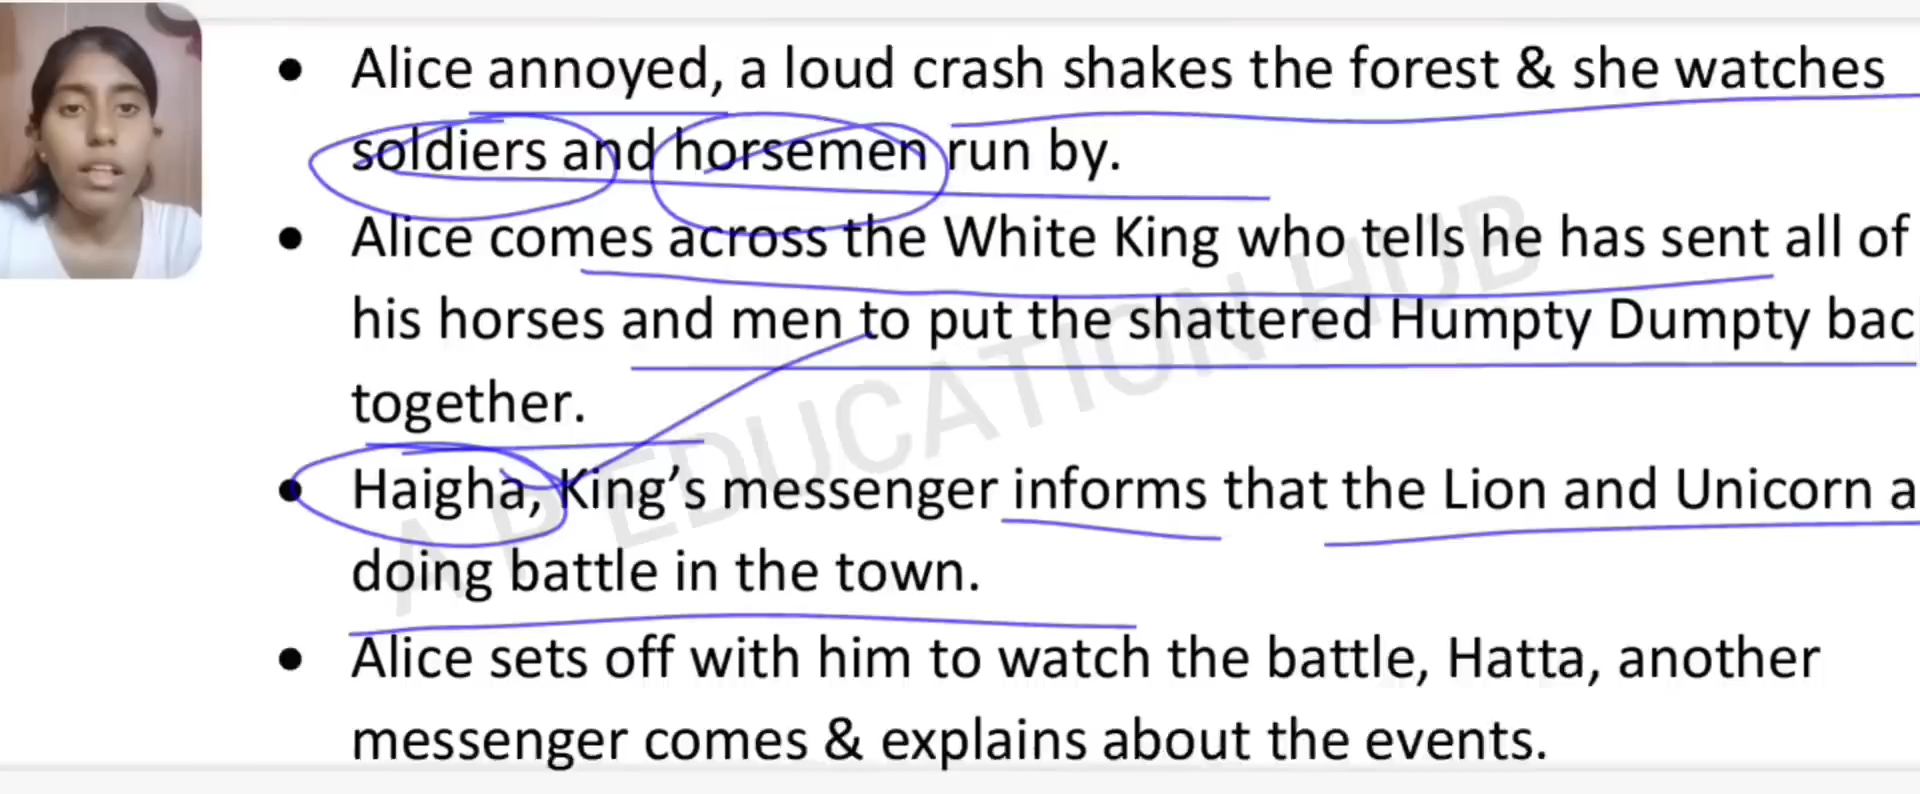 • Alice annoyed, a loud crash shakes the forest & she watches
soldiers and horsemen run by.
• Alice comes across the White King who tells he has sent all of
his horses and men to put the shattered Humpty Dumpty bac
together.
• Haigha, King’s messenger informs that the Lion and Unicorn a
doing battle in the town.
• Alice sets off with him to watch the battle, Hatta, another
messenger comes & explains about the events.
A P EDUCATION HUB